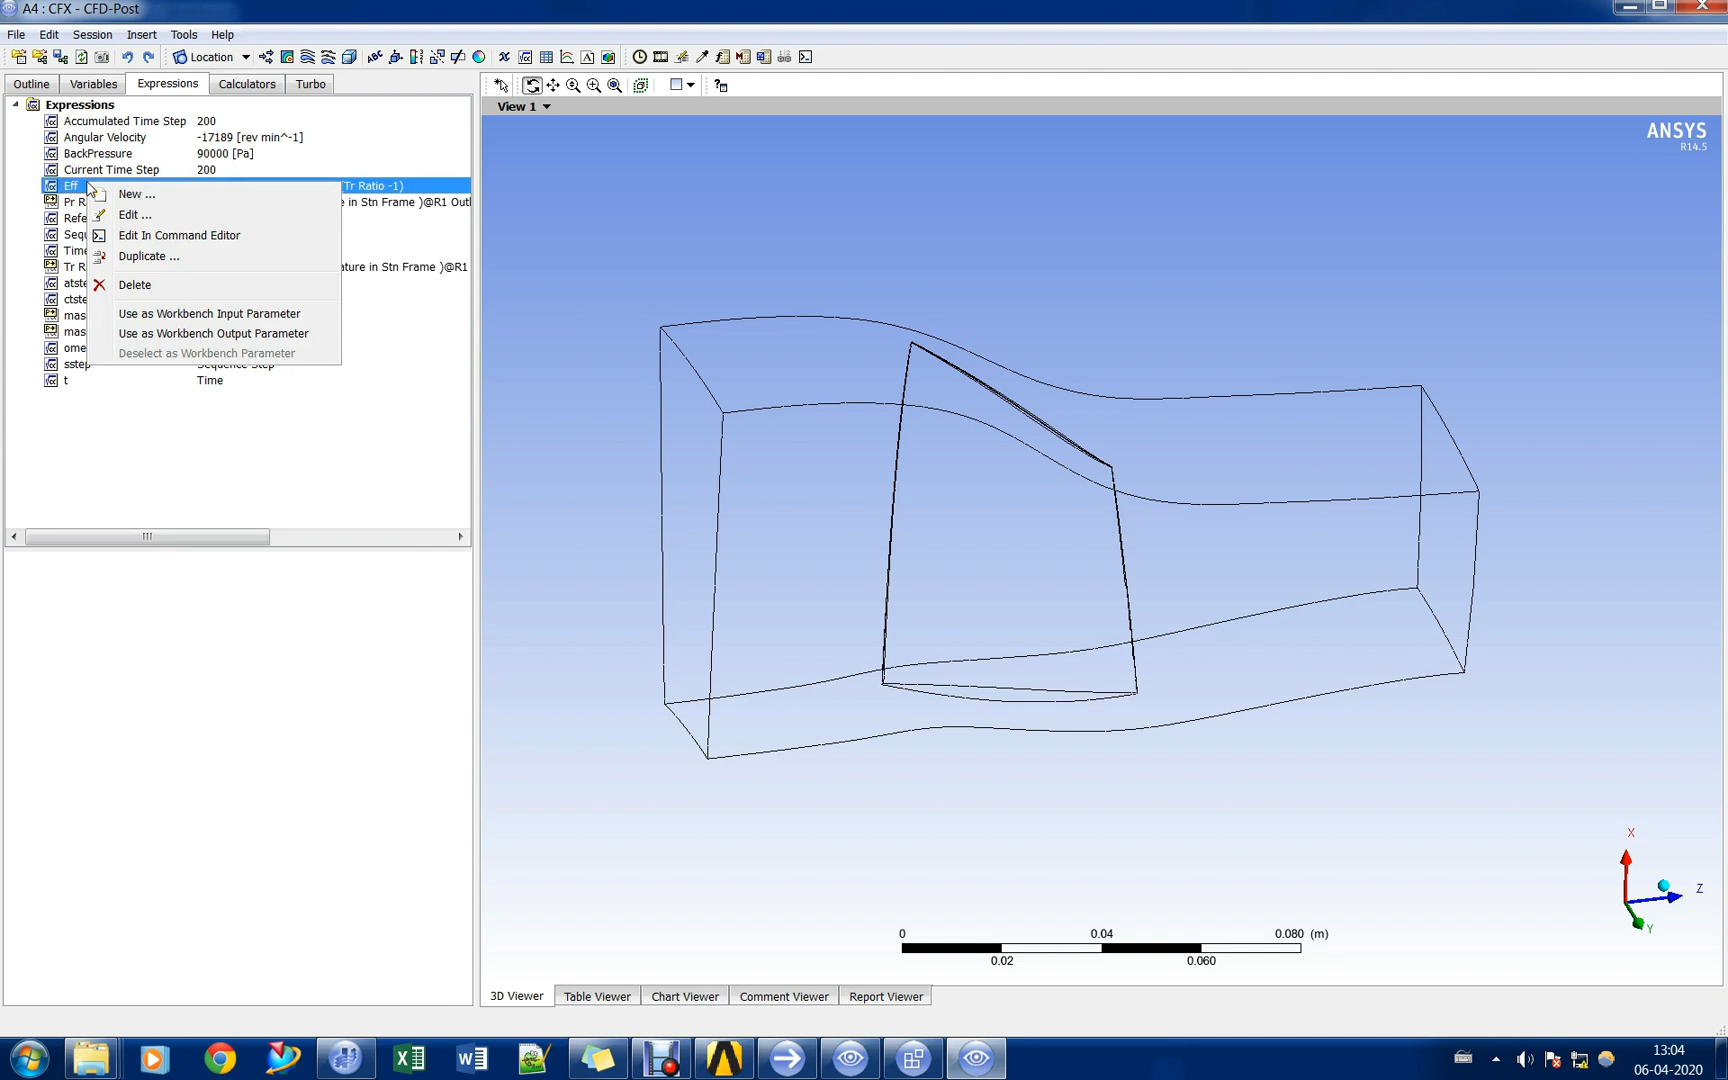 A4 : CFX - CFD-Post
File Edit Session Insert Tools Help
Location
Outline Variables Expressions Calculators Turbo
View 1
Expressions
Accumulated Time Step 200
Angular Velocity -17189 [rev min^-1]
BackPressure 90000 [Pa]
Current Time Step 200
Eff (Tr Ratio -1)
Pr R e in Stn Frame )@R1 Outl
Refe
Sequ
Time
Tr R ature in Stn Frame )@R1
atste
ctste
mas
mas
ome
sstep Sequence Step
t Time
New ...
Edit ...
Edit In Command Editor
Duplicate ...
Delete
Use as Workbench Input Parameter
Use as Workbench Output Parameter
Deselect as Workbench Parameter
ANSYS
R14.5
X
Z
Y
0 0.04 0.080 (m)
0.02 0.060
3D Viewer Table Viewer Chart Viewer Comment Viewer Report Viewer
13:04
06-04-2020